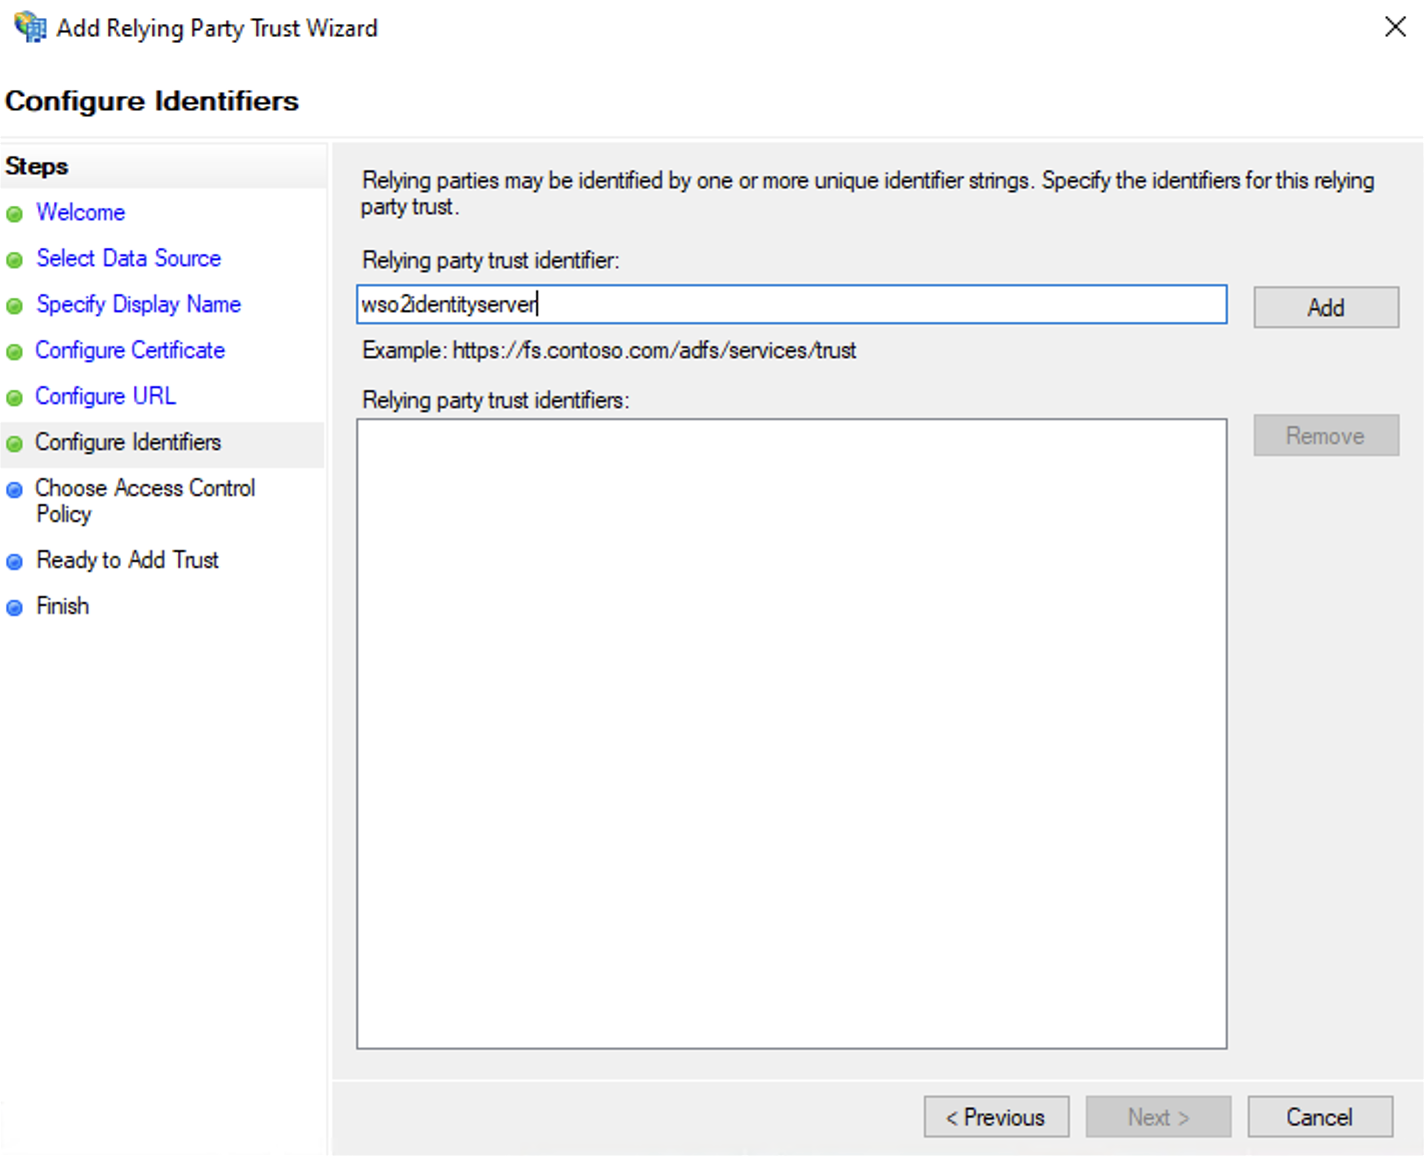 Add Relying Party Trust Wizard
Configure Identifiers
Steps
Welcome
Select Data Source
Specify Display Name
Configure Certificate
Configure URL
Configure Identifiers
Choose Access Control
Policy
Ready to Add Trust
Finish
Relying parties may be identified by one or more unique identifier strings. Specify the identifiers for this relying
party trust.
Relying party trust identifier:
wso2identityserver
Add
Example: https://fs.contoso.com/adfs/services/trust
Relying party trust identifiers:
Remove
< Previous
Next >
Cancel